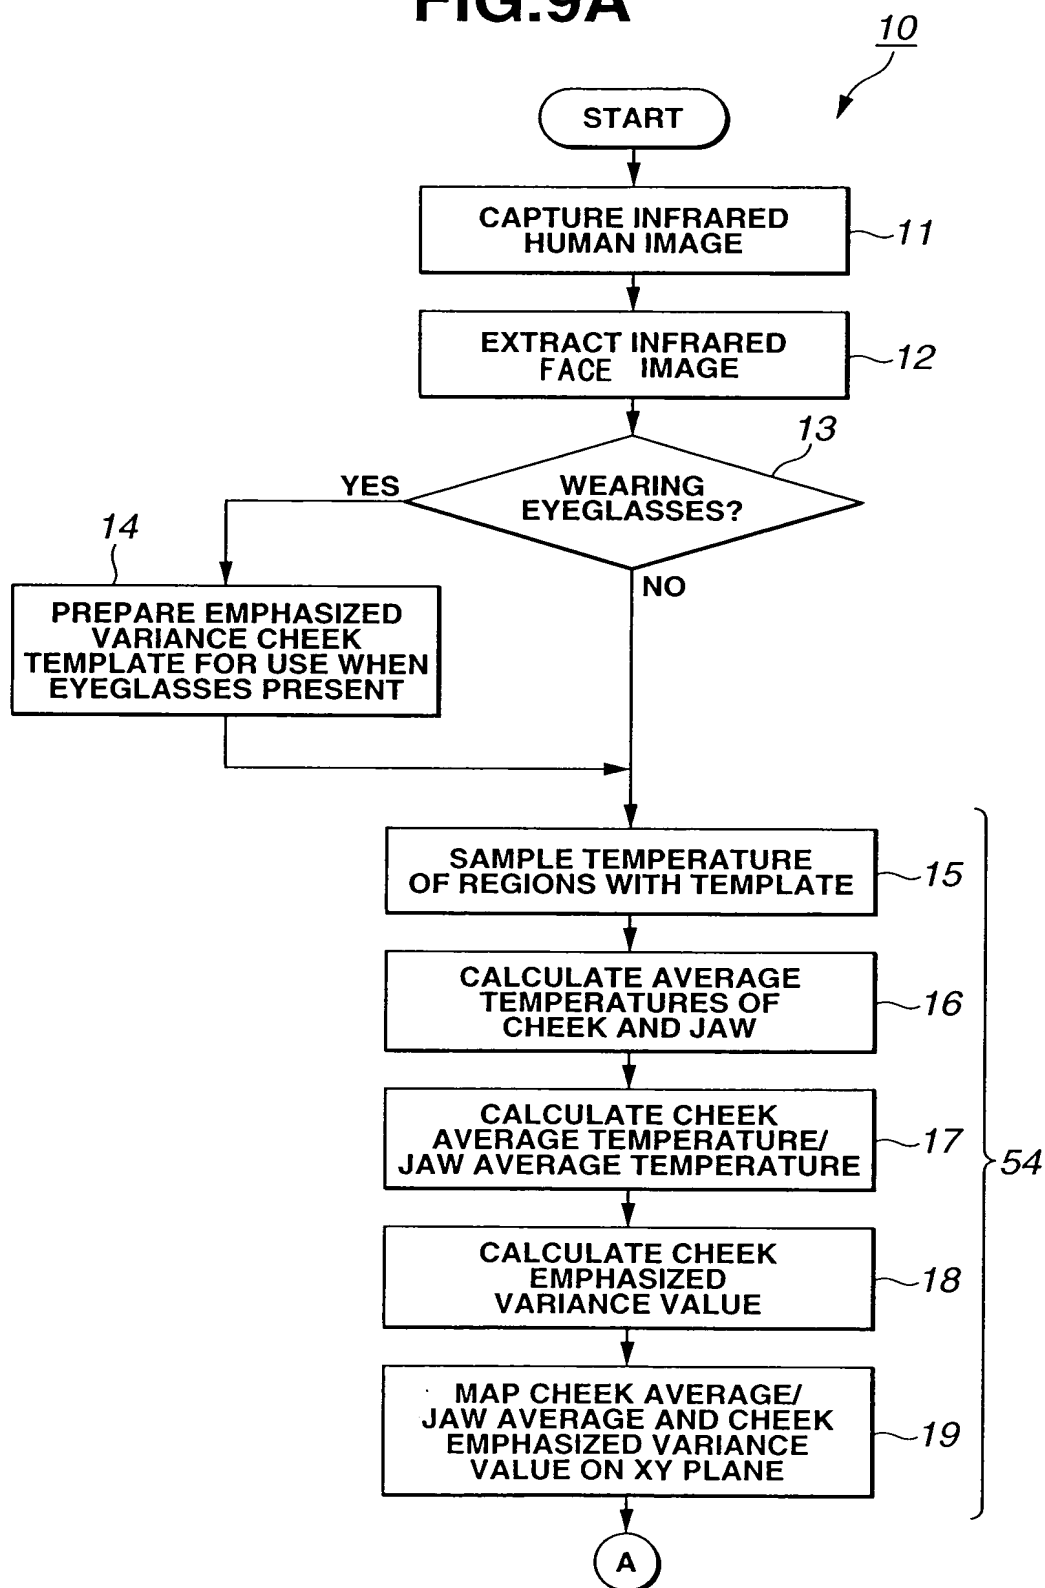 FIG.9A
10
START
CAPTURE INFRARED
HUMAN IMAGE
11
EXTRACT INFRARED
FACE IMAGE
12
13
WEARING
EYEGLASSES?
YES
NO
14
PREPARE EMPHASIZED
VARIANCE CHEEK
TEMPLATE FOR USE WHEN
EYEGLASSES PRESENT
SAMPLE TEMPERATURE
OF REGIONS WITH TEMPLATE
15
CALCULATE AVERAGE
TEMPERATURES OF
CHEEK AND JAW
16
CALCULATE CHEEK
AVERAGE TEMPERATURE/
JAW AVERAGE TEMPERATURE
17
54
CALCULATE CHEEK
EMPHASIZED
VARIANCE VALUE
18
MAP CHEEK AVERAGE/
JAW AVERAGE AND CHEEK
EMPHASIZED VARIANCE
VALUE ON XY PLANE
19
A